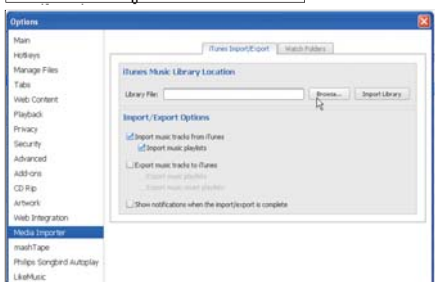 Options
Main
Hotkeys
Manage Files
Tabs
Web Content
Playback
Privacy
Security
Advanced
Add-ons
CD Rip
Artwork
Web Integration
Media Importer
mashTape
Philips Songbird Autoplay
LikeMusic
iTunes Import/Export
Watch Folders
iTunes Music Library Location
Library File:
Browse...
Import Library
Import/Export Options
Import music tracks from iTunes
Import music playlists
Export music tracks to iTunes
Export music playlists
Export music smart playlists
Show notifications when the import/export is complete